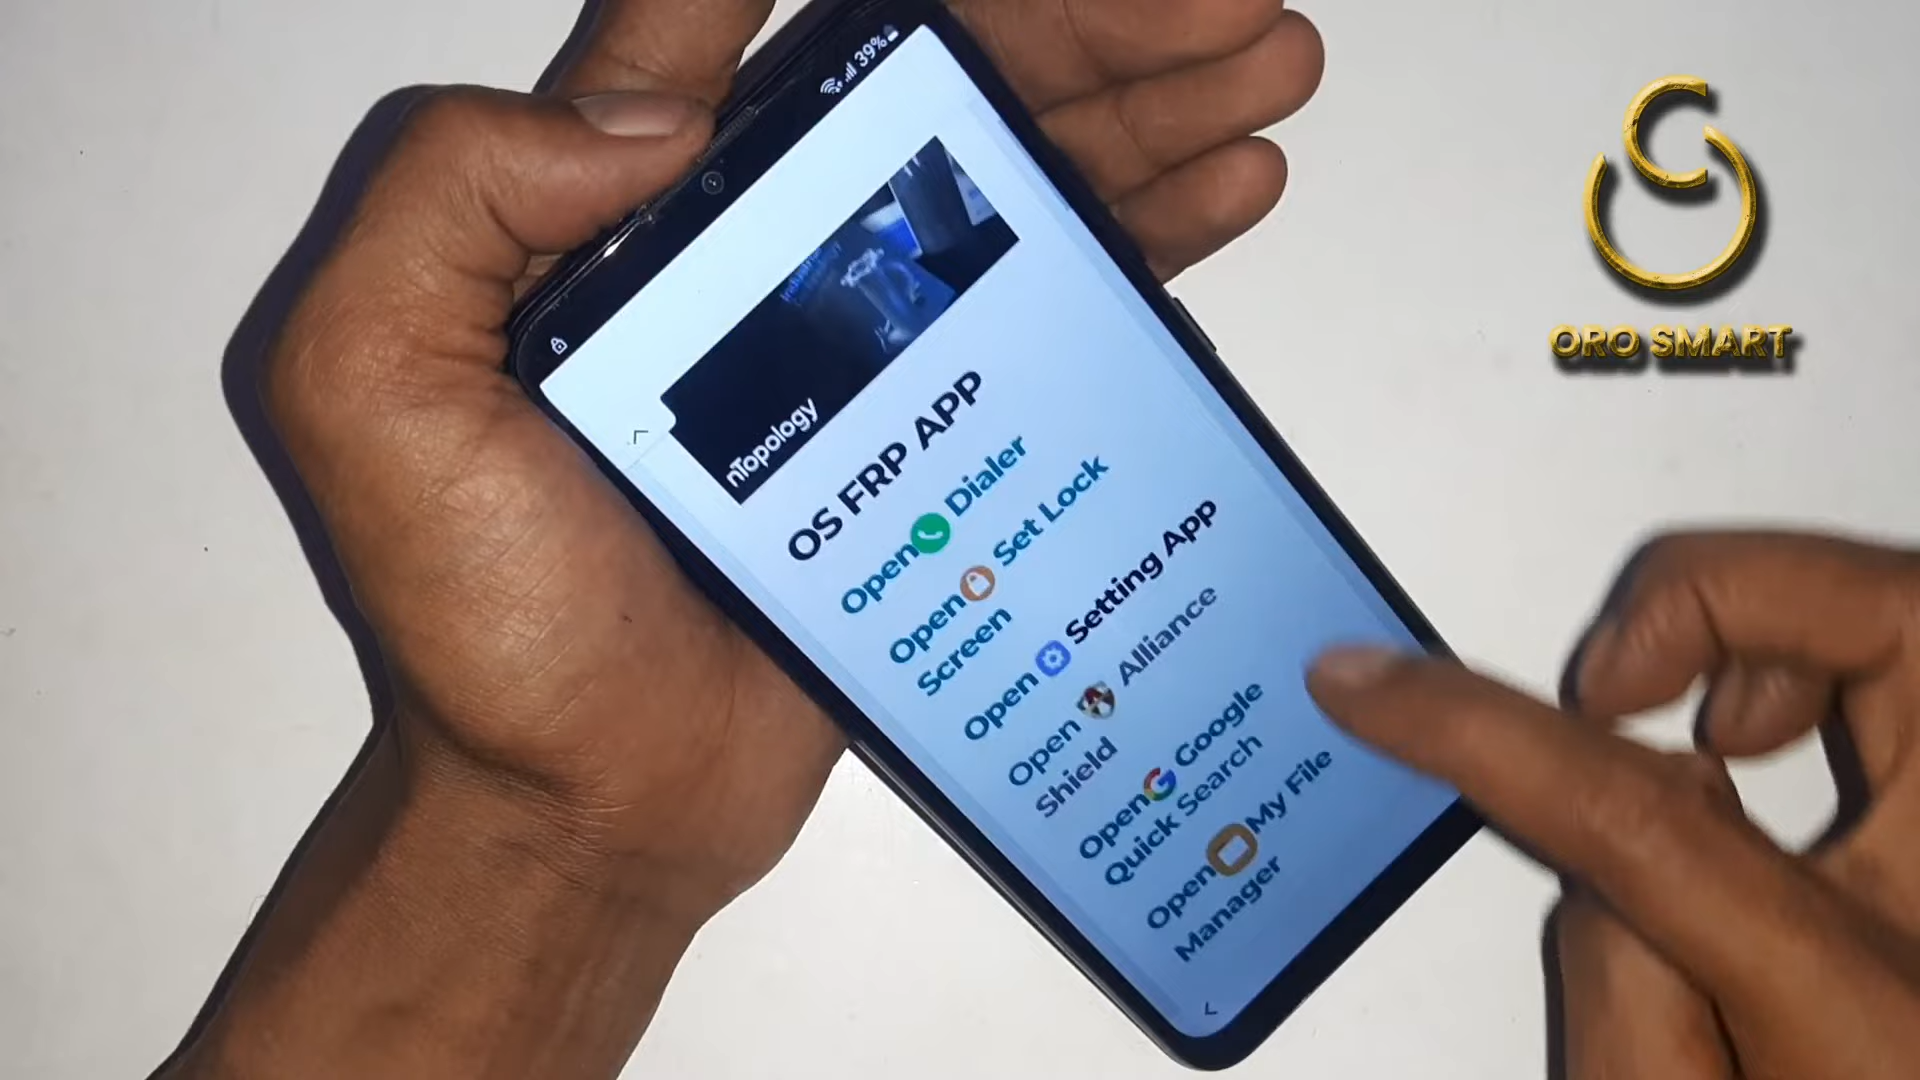 39%
nTopology
OS FRP APP
Open Dialer
Open Set Lock
Screen
Open Setting App
Open Alliance
Shield
Open Google
Quick Search
Open My File
Manager
ORO SMART